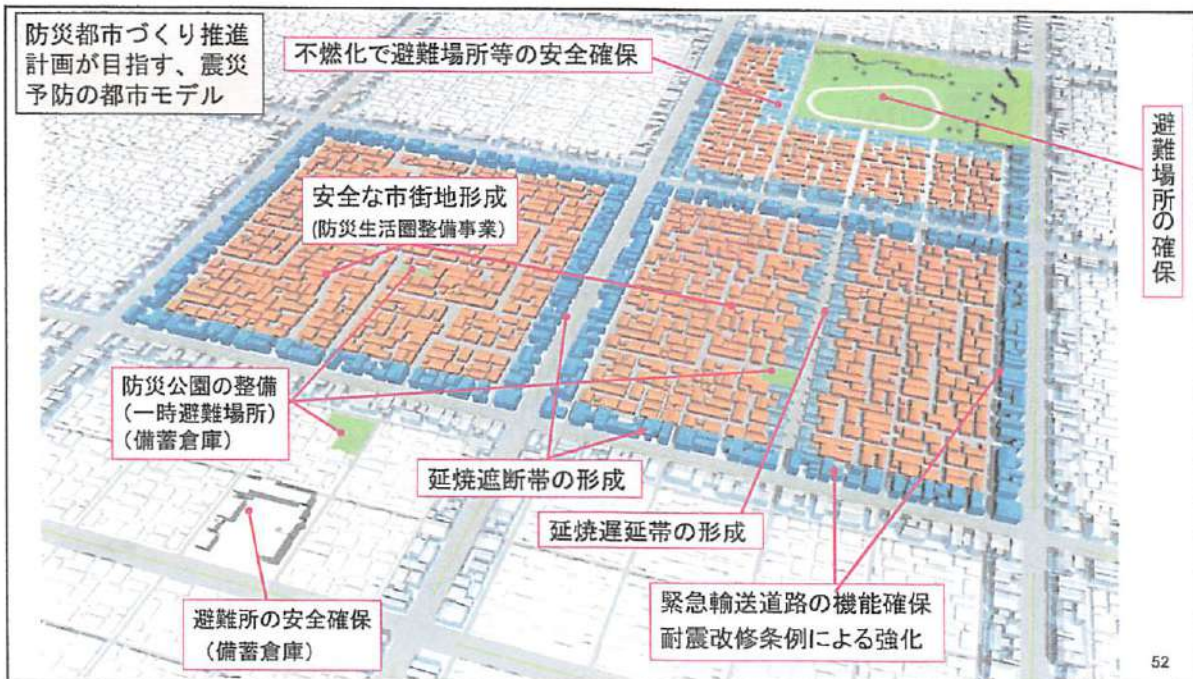 防災都市づくり推進
計画が目指す、震災
予防の都市モデル
不燃化で避難場所等の安全確保
避難場所の確保
安全な市街地形成
(防災生活圏整備事業)
防災公園の整備
(一時避難場所)
(備蓄倉庫)
延焼遮断帯の形成
延焼遅延帯の形成
避難所の安全確保
(備蓄倉庫)
緊急輸送道路の機能確保
耐震改修条例による強化
52